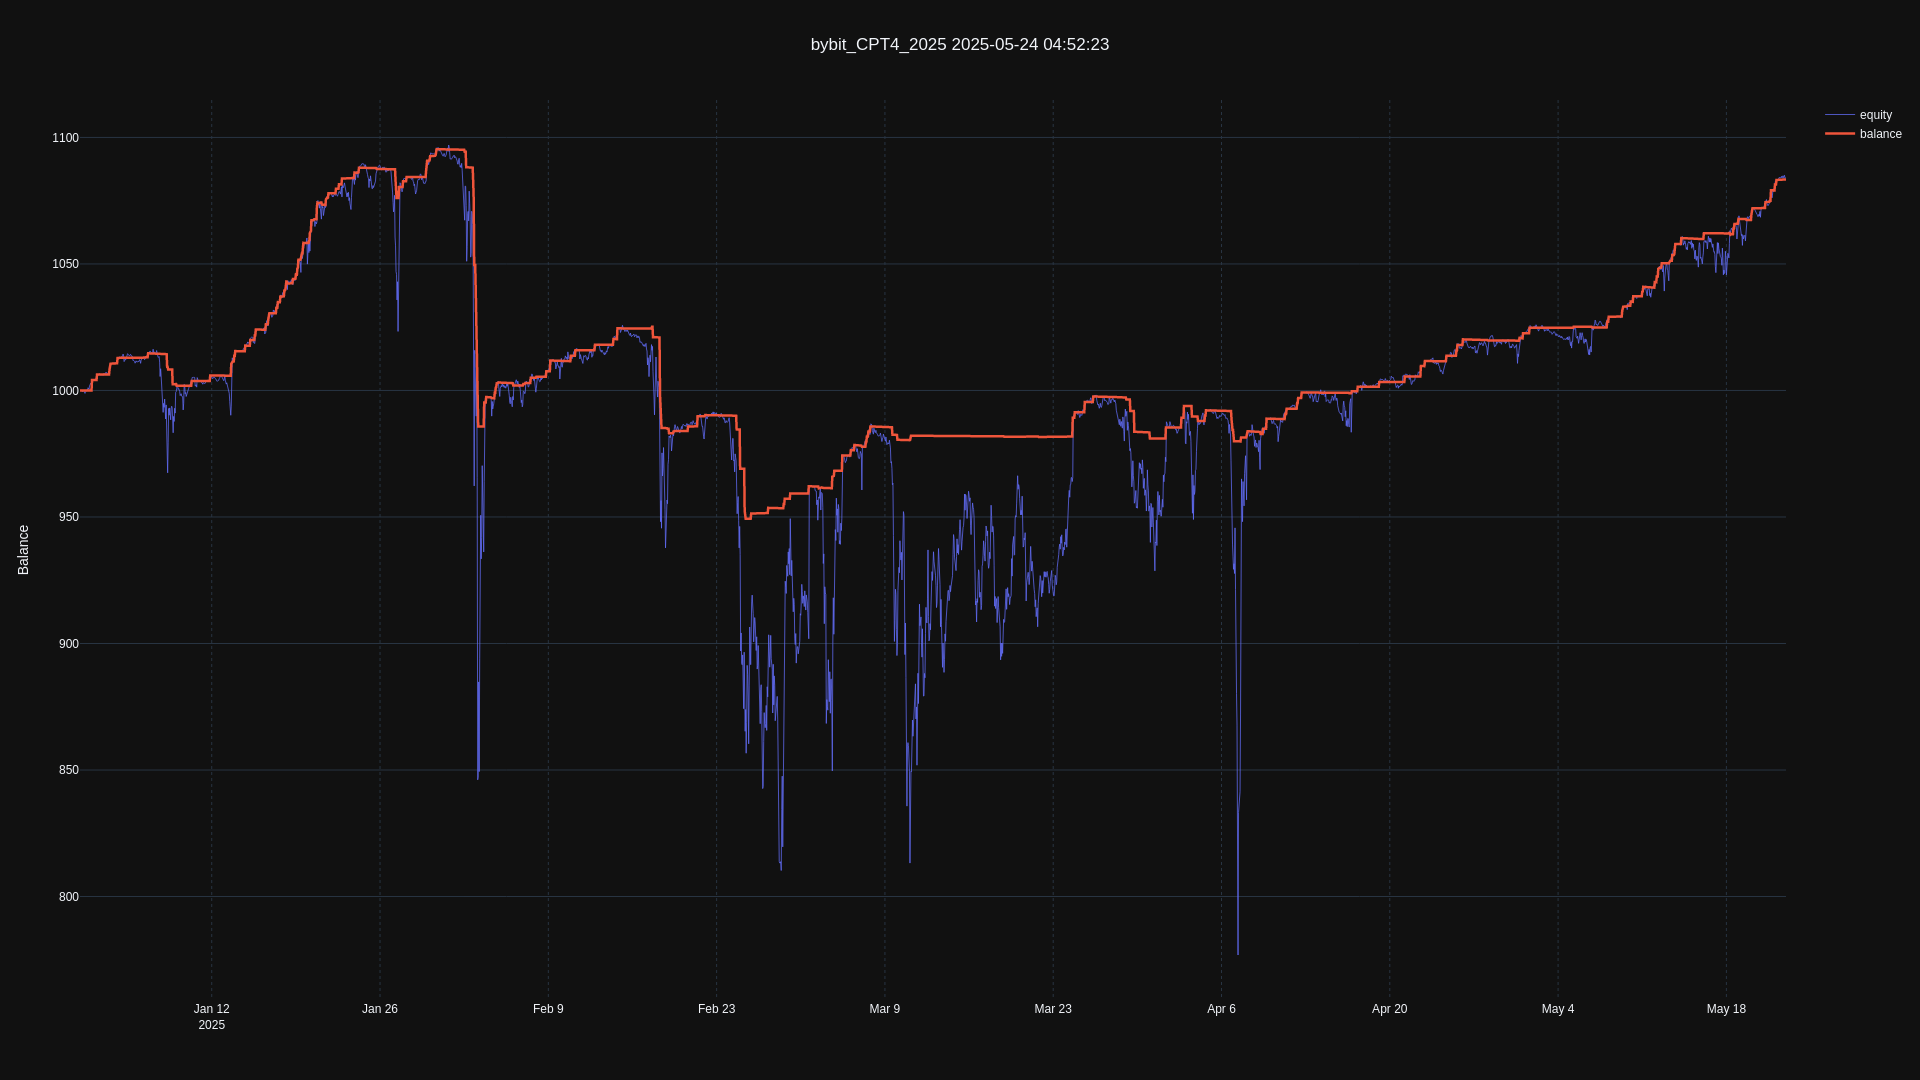 bybit_CPT4_2025 2025-05-24 04:52:23
equity
balance
1100
1050
1000
950
900
850
800
Balance
Jan 12
2025
Jan 26
Feb 9
Feb 23
Mar 9
Mar 23
Apr 6
Apr 20
May 4
May 18